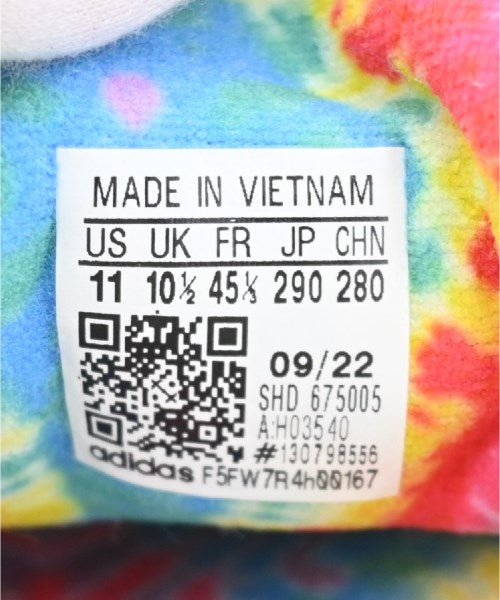 MADE IN VIETNAM
US UK FR JP CHN
11 10½ 45⅓ 290 280
09/22
SHD 675005
A:H03540
#130798556
adidas F5FW7R4h00167